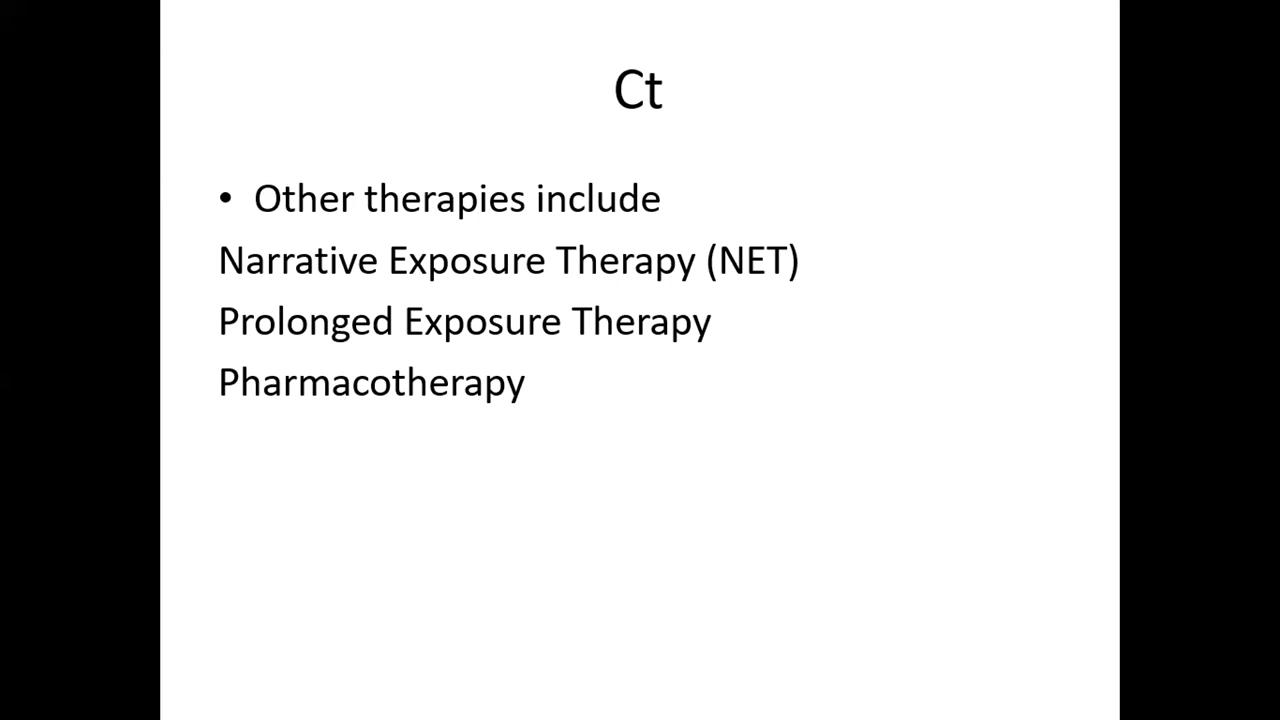 Ct
• Other therapies include
Narrative Exposure Therapy (NET)
Prolonged Exposure Therapy
Pharmacotherapy